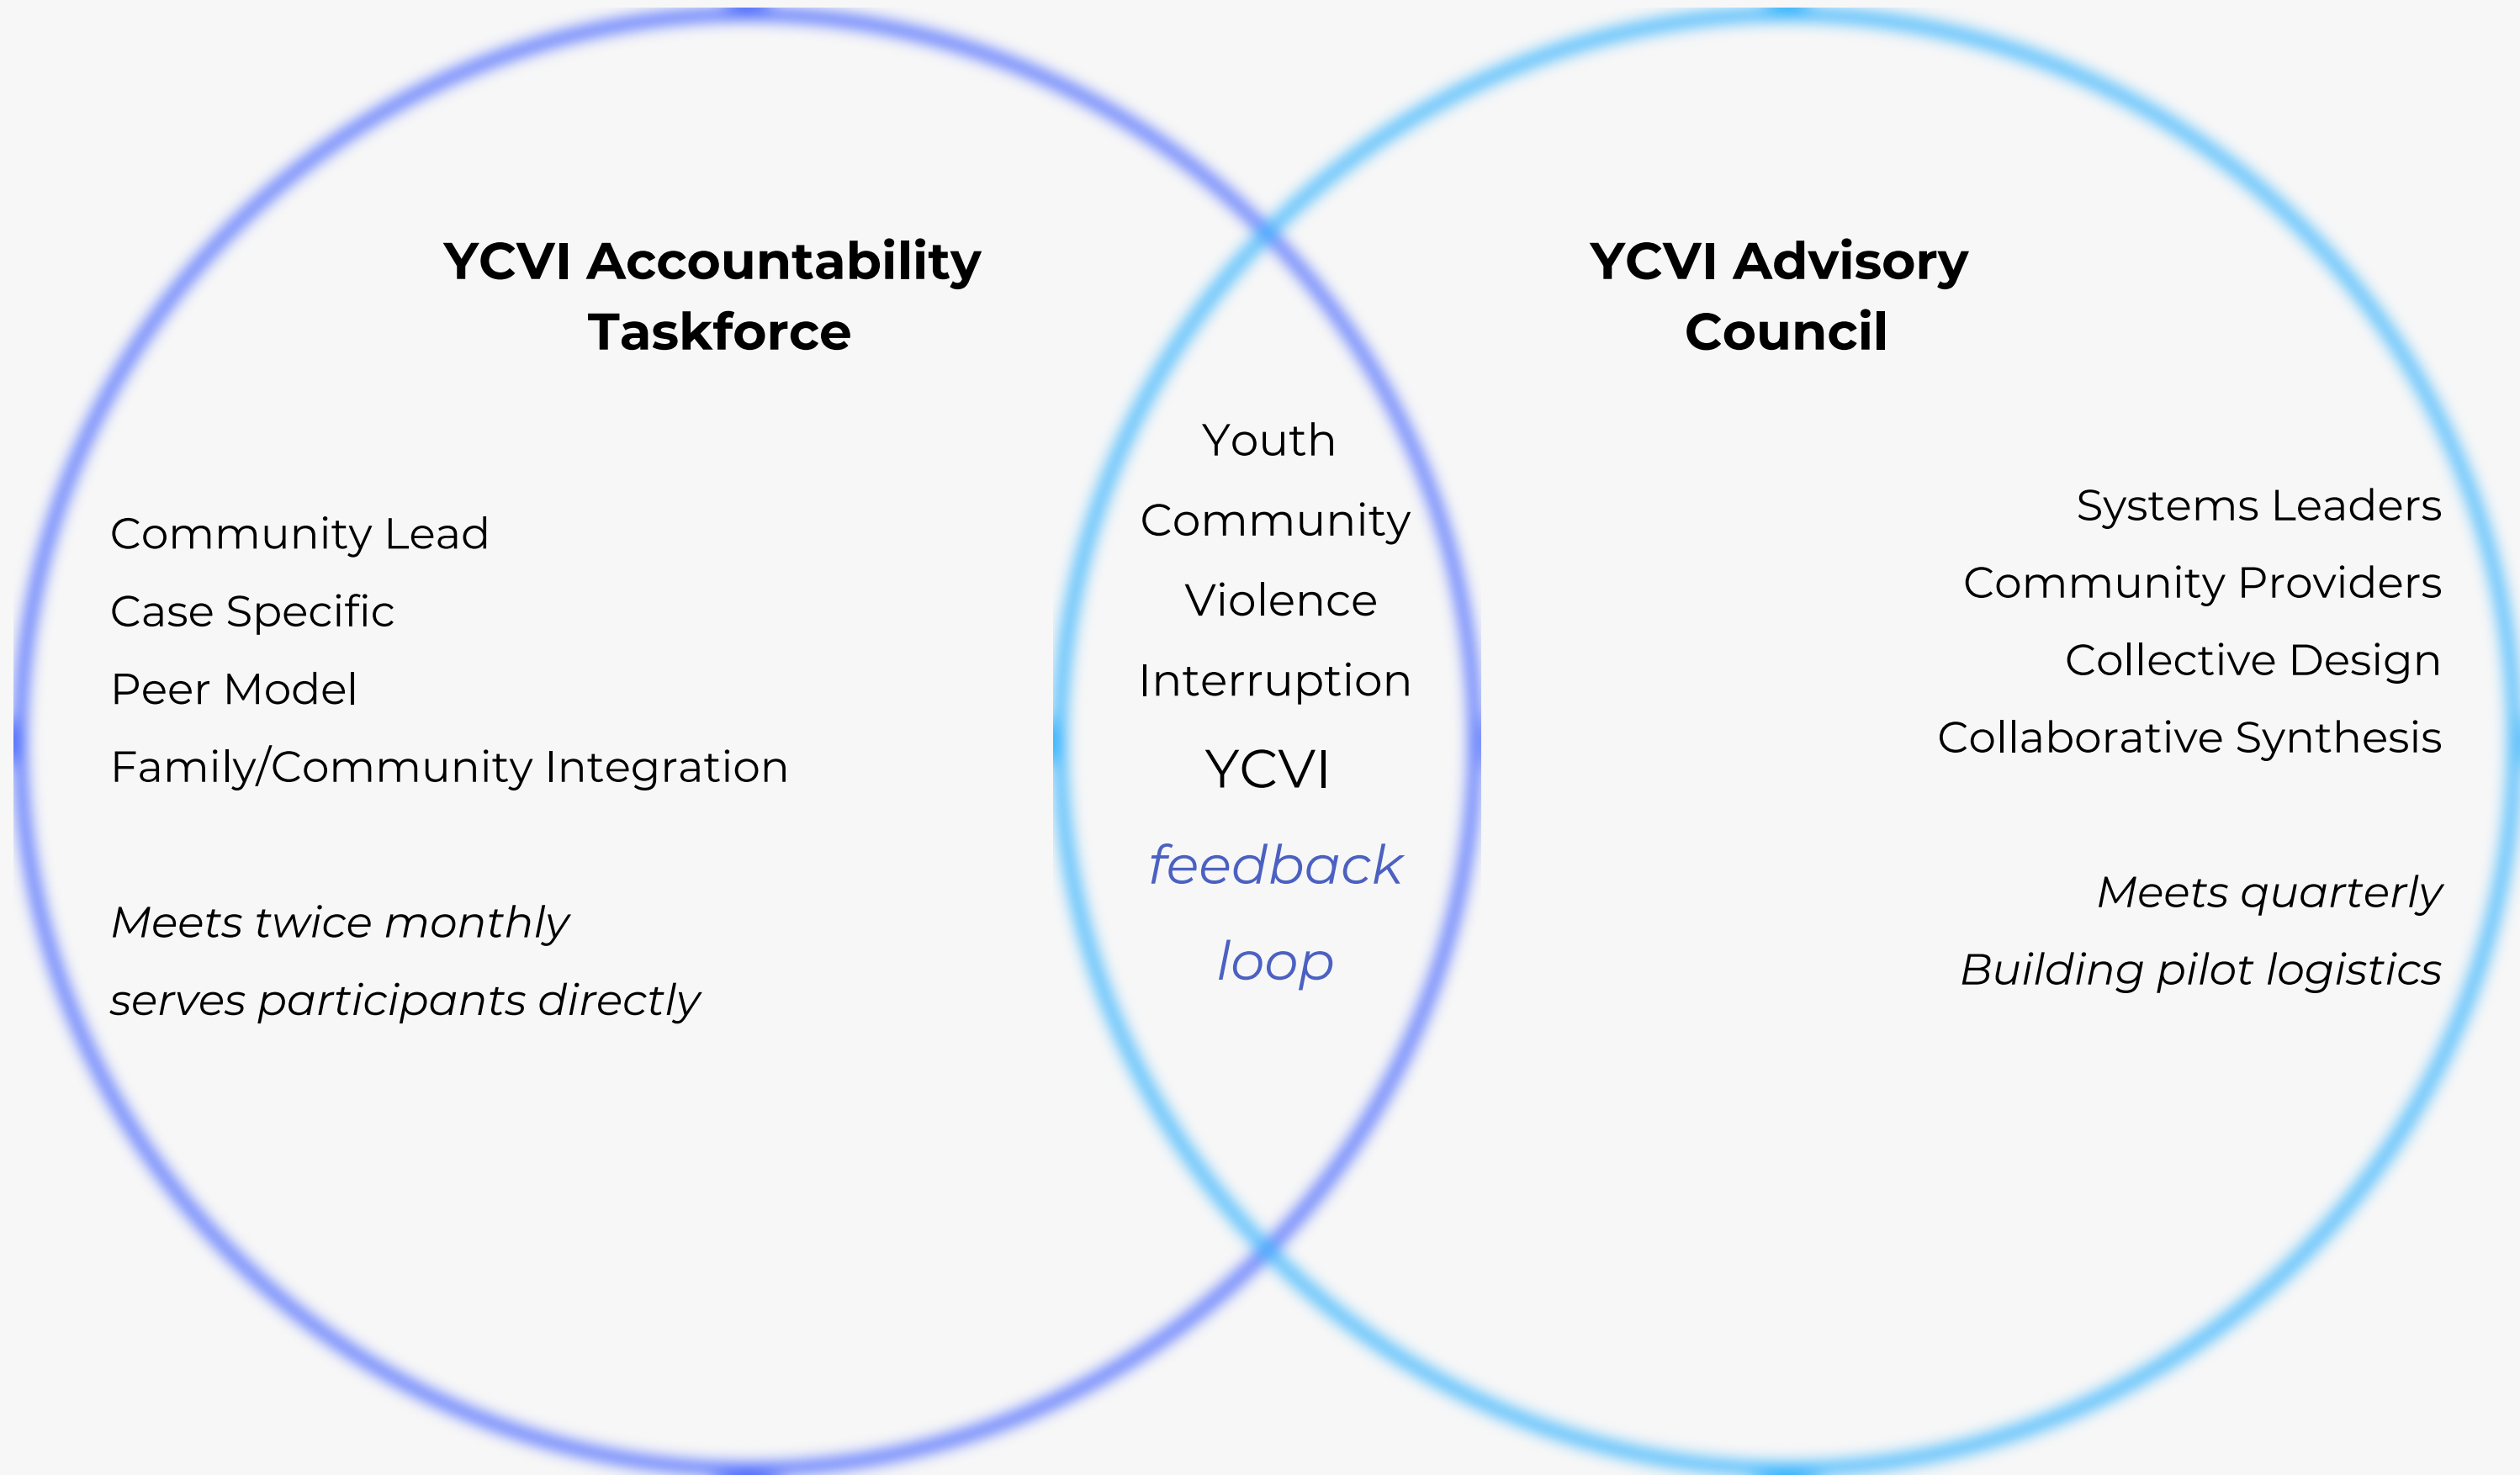 YCVI Accountability
Taskforce
Community Lead
Case Specific
Peer Model
Family/Community Integration
Meets twice monthly
serves participants directly
Youth
Community
Violence
Interruption
YCVI
feedback
loop
YCVI Advisory
Council
Systems Leaders
Community Providers
Collective Design
Collaborative Synthesis
Meets quarterly
Building pilot logistics